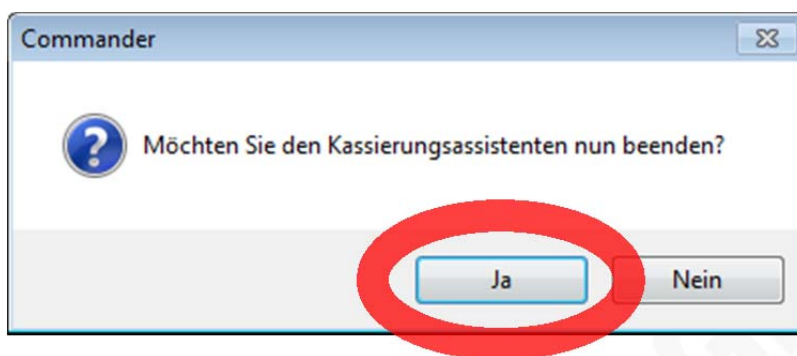 Commander
Möchten Sie den Kassierungsassistenten nun beenden?
Ja
Nein